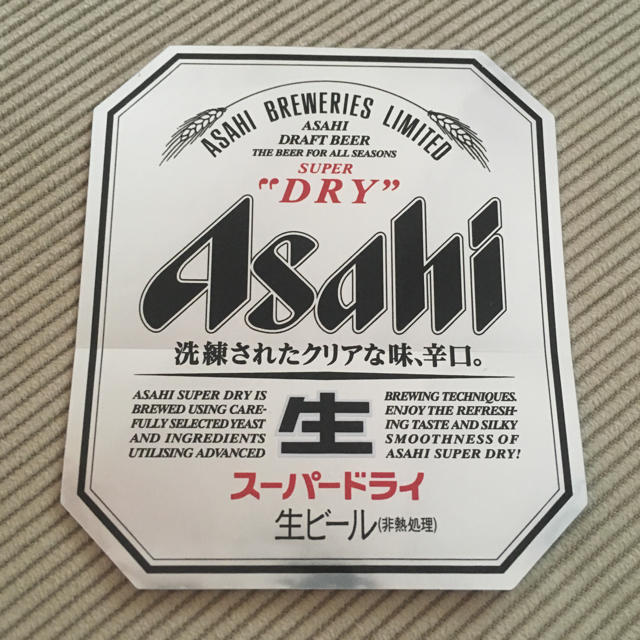 ASAHI BREWERIES LIMITED
ASAHI
DRAFT BEER
THE BEER FOR ALL SEASONS
SUPER
“DRY”
Asahi
洗練されたクリアな味、辛口。
ASAHI SUPER DRY IS
BREWED USING CARE-
FULLY SELECTED YEAST
AND INGREDIENTS
UTILISING ADVANCED
生
BREWING TECHNIQUES.
ENJOY THE REFRESH-
ING TASTE AND SILKY
SMOOTHNESS OF
ASAHI SUPER DRY!
スーパードライ
生ビール(非熱処理)